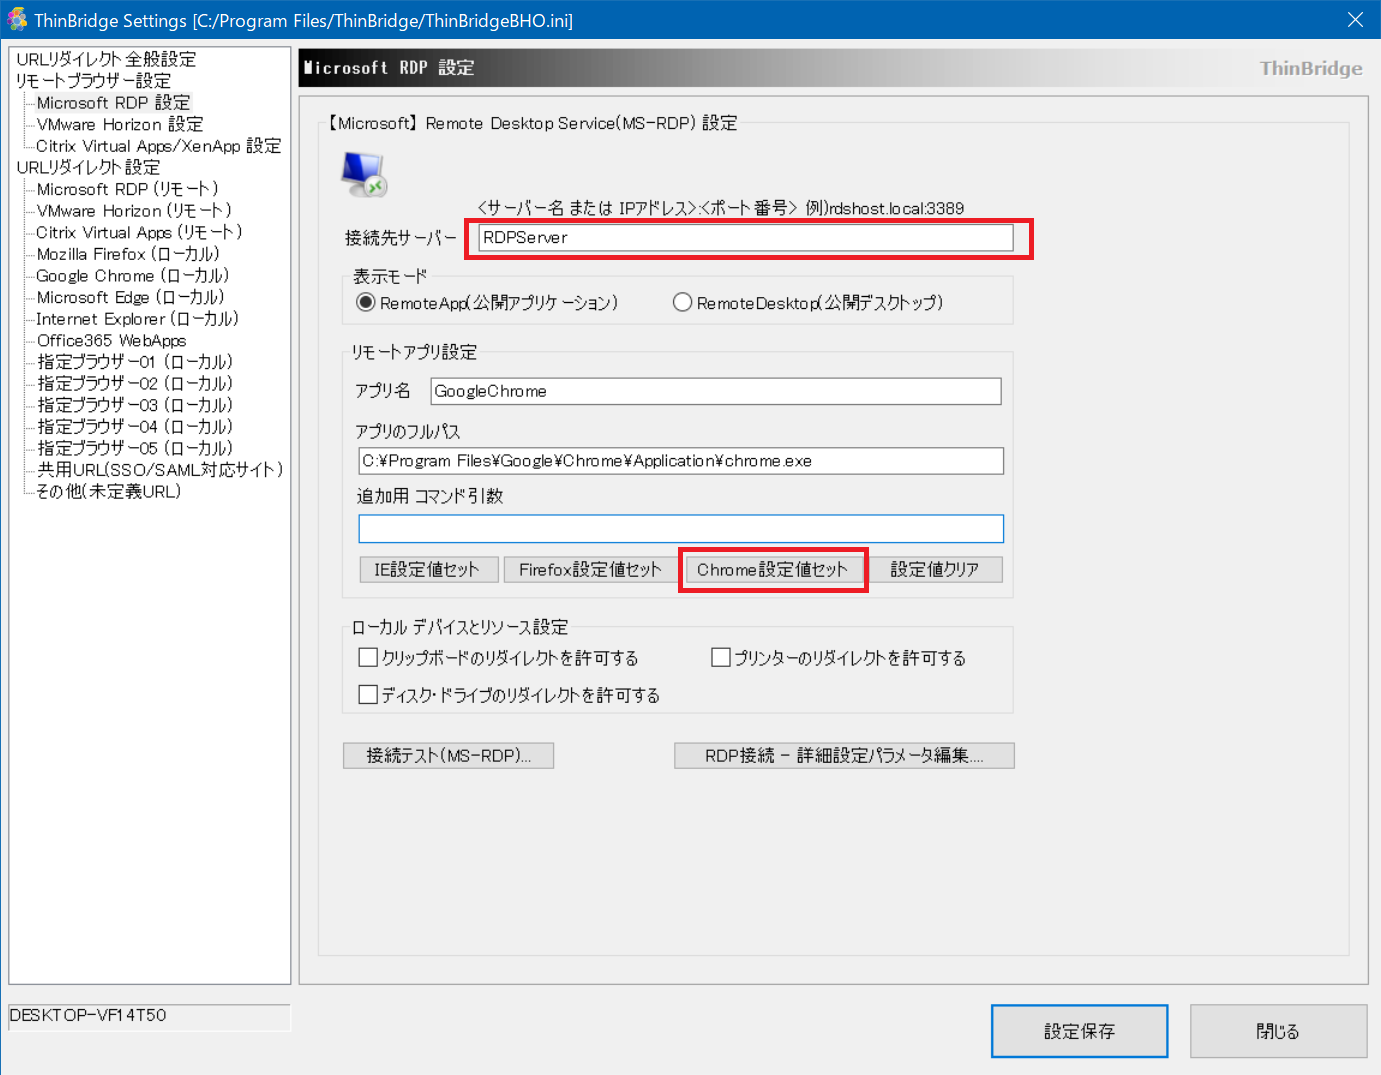 ThinBridge Settings [C:/Program Files/ThinBridge/ThinBridgeBHO.ini]
URLリダイレクト 全般設定
リモートブラウザー設定
Microsoft RDP 設定
VMware Horizon 設定
Citrix Virtual Apps/XenApp 設定
URLリダイレクト設定
Microsoft RDP (リモート)
VMware Horizon (リモート)
Citrix Virtual Apps (リモート)
Mozilla Firefox (ローカル)
Google Chrome (ローカル)
Microsoft Edge (ローカル)
Internet Explorer (ローカル)
Office365 WebApps
指定ブラウザー01 (ローカル)
指定ブラウザー02 (ローカル)
指定ブラウザー03 (ローカル)
指定ブラウザー04 (ローカル)
指定ブラウザー05 (ローカル)
共用URL(SSO/SAML対応サイト)
その他(未定義URL)
DESKTOP-VF14T50
Microsoft RDP 設定
ThinBridge
【Microsoft】 Remote Desktop Service(MS-RDP) 設定
<サーバー名 または IPアドレス>:<ポート番号> 例)rdshost.local:3389
接続先サーバー RDPServer
表示モード
RemoteApp(公開アプリケーション) RemoteDesktop(公開デスクトップ)
リモートアプリ設定
アプリ名 GoogleChrome
アプリのフルパス
C:¥Program Files¥Google¥Chrome¥Application¥chrome.exe
追加用 コマンド引数
IE設定値セット Firefox設定値セット Chrome設定値セット 設定値クリア
ローカル デバイスとリソース設定
クリップボードのリダイレクトを許可する プリンターのリダイレクトを許可する
ディスク・ドライブのリダイレクトを許可する
接続テスト(MS-RDP)... RDP接続 - 詳細設定パラメータ編集....
設定保存 閉じる